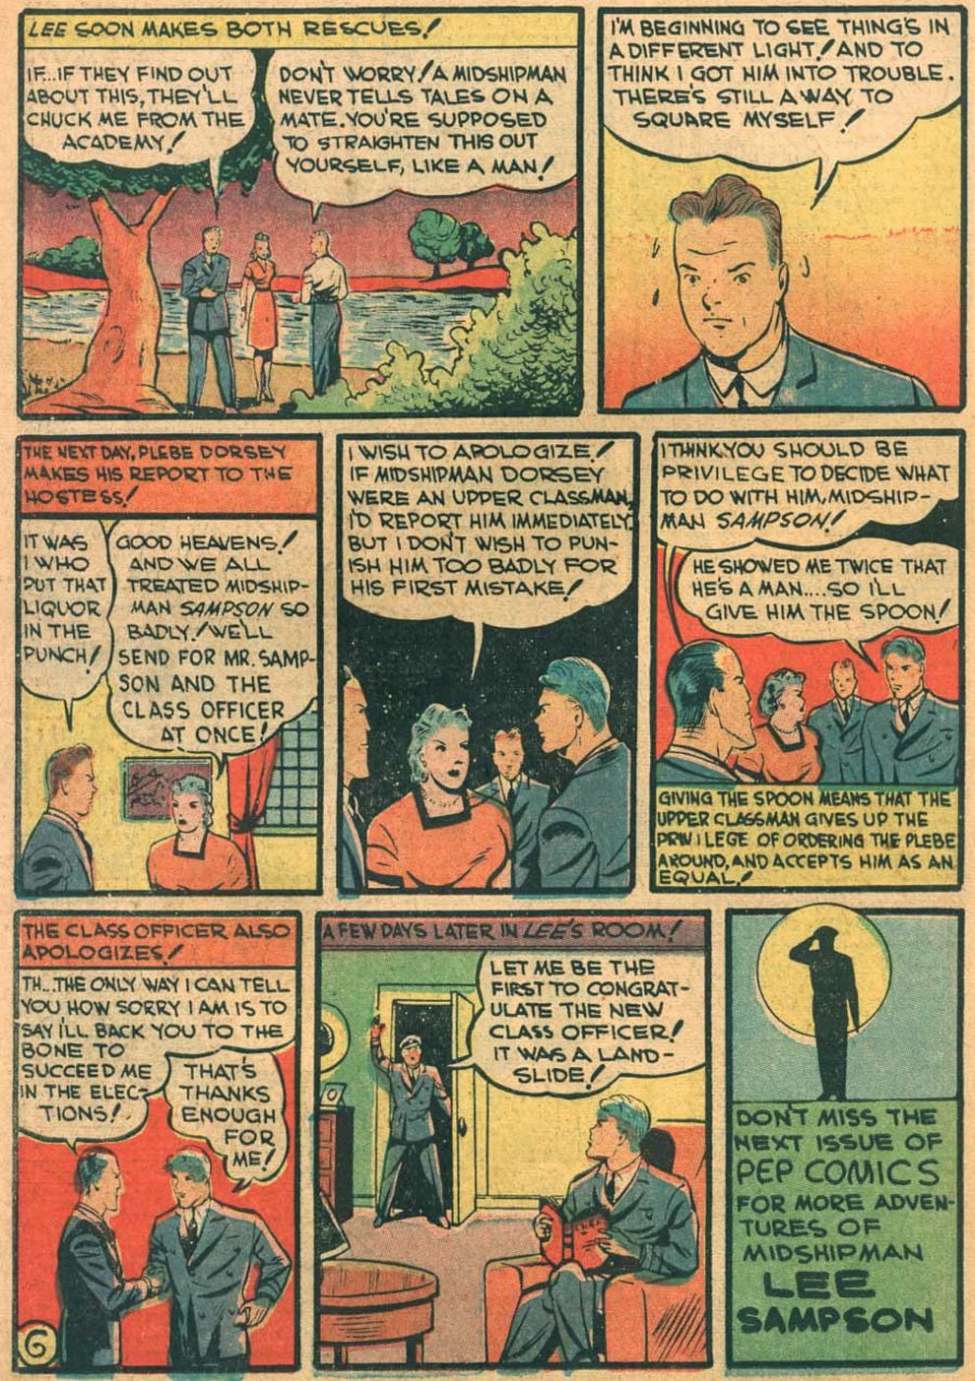 LEE SOON MAKES BOTH RESCUES!
IF...IF THEY FIND OUT
ABOUT THIS, THEY'LL
CHUCK ME FROM THE
ACADEMY!
DON'T WORRY! A MIDSHIPMAN
NEVER TELLS TALES ON A
MATE. YOU'RE SUPPOSED
TO STRAIGHTEN THIS OUT
YOURSELF, LIKE A MAN!
I'M BEGINNING TO SEE THING'S IN
A DIFFERENT LIGHT! AND TO
THINK I GOT HIM INTO TROUBLE.
THERE'S STILL A WAY TO
SQUARE MYSELF!
THE NEXT DAY, PLEBE DORSEY
MAKES HIS REPORT TO THE
HOSTESS!
IT WAS
I WHO
PUT THAT
LIQUOR
IN THE
PUNCH!
GOOD HEAVENS!
AND WE ALL
TREATED MIDSHIP-
MAN SAMPSON SO
BADLY! WE'LL
SEND FOR MR. SAMP-
SON AND THE
CLASS OFFICER
AT ONCE!
I WISH TO APOLOGIZE!
IF MIDSHIPMAN DORSEY
WERE AN UPPER CLASSMAN,
I'D REPORT HIM IMMEDIATELY.
BUT I DON'T WISH TO PUN-
ISH HIM TOO BADLY FOR
HIS FIRST MISTAKE!
I THINK YOU SHOULD BE
PRIVILEGE TO DECIDE WHAT
TO DO WITH HIM, MIDSHIP-
MAN SAMPSON!
HE SHOWED ME TWICE THAT
HE'S A MAN....SO I'LL
GIVE HIM THE SPOON!
GIVING THE SPOON MEANS THAT THE
UPPER CLASSMAN GIVES UP THE
PRIVILEGE OF ORDERING THE PLEBE
AROUND, AND ACCEPTS HIM AS AN
EQUAL!
THE CLASS OFFICER ALSO
APOLOGIZES!
TH...THE ONLY WAY I CAN TELL
YOU HOW SORRY I AM IS TO
SAY I'LL BACK YOU TO THE
BONE TO
SUCCEED ME
IN THE ELEC-
TIONS!
THAT'S
THANKS
ENOUGH
FOR
ME!
6
A FEW DAYS LATER IN LEE'S ROOM!
LET ME BE THE
FIRST TO CONGRAT-
ULATE THE NEW
CLASS OFFICER!
IT WAS A LAND-
SLIDE!
DON'T MISS THE
NEXT ISSUE OF
PEP COMICS
FOR MORE ADVEN-
TURES OF
MIDSHIPMAN
LEE
SAMPSON